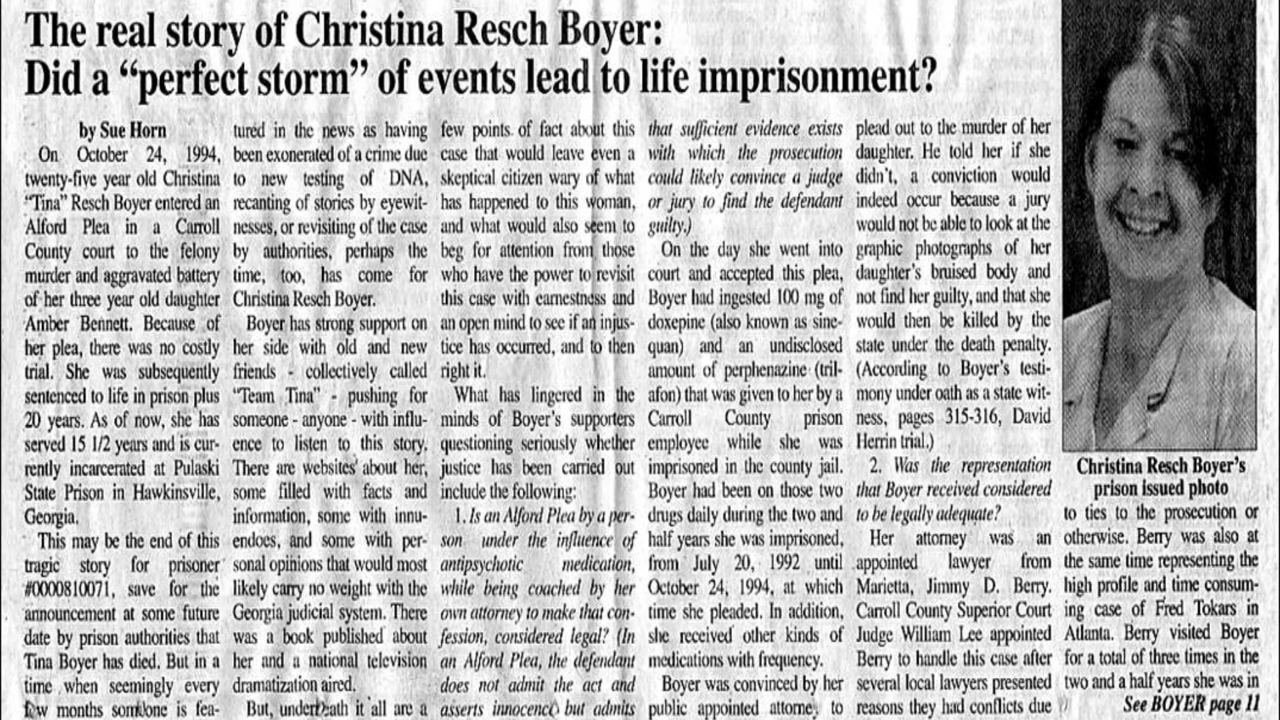 The real story of Christina Resch Boyer:
Did a “perfect storm” of events lead to life imprisonment?
by Sue Horn
On October 24, 1994,
twenty-five year old Christina
“Tina” Resch Boyer entered an
Alford Plea in a Carroll
County court to the felony
murder and aggravated battery
of her three year old daughter
Amber Bennett. Because of
her plea, there was no costly
trial. She was subsequently
sentenced to life in prison plus
20 years. As of now, she has
served 15 1/2 years and is cur-
rently incarcerated at Pulaski
State Prison in Hawkinsville,
Georgia.
This may be the end of this
tragic story for prisoner
#0000810071, save for the
announcement at some future
date by prison authorities that
Tina Boyer has died. But in a
time when seemingly every
few months someone is fea-
tured in the news as having
been exonerated of a crime due
to new testing of DNA,
recanting of stories by eyewit-
nesses, or revisiting of the case
by authorities, perhaps the
time, too, has come for
Christina Resch Boyer.
Boyer has strong support on
her side with old and new
friends - collectively called
“Team Tina” - pushing for
someone - anyone - with influ-
ence to listen to this story.
There are websites about her,
some filled with facts and
information, some with innu-
endoes, and some with per-
sonal opinions that would most
likely carry no weight with the
Georgia judicial system. There
was a book published about
her and a national television
dramatization aired.
But, underneath it all are a
few points of fact about this
case that would leave even a
skeptical citizen wary of what
has happened to this woman,
and what would also seem to
beg for attention from those
who have the power to revisit
this case with earnestness and
an open mind to see if an injus-
tice has occurred, and to then
right it.
What has lingered in the
minds of Boyer's supporters
questioning seriously whether
justice has been carried out
include the following:
1. Is an Alford Plea by a per-
son under the influence of
antipsychotic medication,
while being coached by her
own attorney to make that con-
fession, considered legal? (In
an Alford Plea, the defendant
does not admit the act and
asserts innocence but admits
that sufficient evidence exists
with which the prosecution
could likely convince a judge
or jury to find the defendant
guilty.)
On the day she went into
court and accepted this plea,
Boyer had ingested 100 mg of
doxepine (also known as sine-
quan) and an undisclosed
amount of perphenazine (tril-
afon) that was given to her by a
Carroll County prison
employee while she was
imprisoned in the county jail.
Boyer had been on those two
drugs daily during the two and
half years she was imprisoned,
from July 20, 1992 until
October 24, 1994, at which
time she pleaded. In addition,
she received other kinds of
medications with frequency.
Boyer was convinced by her
public appointed attorney to
plead out to the murder of her
daughter. He told her if she
didn't, a conviction would
indeed occur because a jury
would not be able to look at the
graphic photographs of her
daughter's bruised body and
not find her guilty, and that she
would then be killed by the
state under the death penalty.
(According to Boyer's testi-
mony under oath as a state wit-
ness, pages 315-316, David
Herrin trial.)
2. Was the representation
that Boyer received considered
to be legally adequate?
Her attorney was an
appointed lawyer from
Marietta, Jimmy D. Berry.
Carroll County Superior Court
Judge William Lee appointed
Berry to handle this case after
several local lawyers presented
reasons they had conflicts due
Christina Resch Boyer's
prison issued photo
to ties to the prosecution or
otherwise. Berry was also at
the same time representing the
high profile and time consum-
ing case of Fred Tokars in
Atlanta. Berry visited Boyer
for a total of three times in the
two and a half years she was in
See BOYER page 11